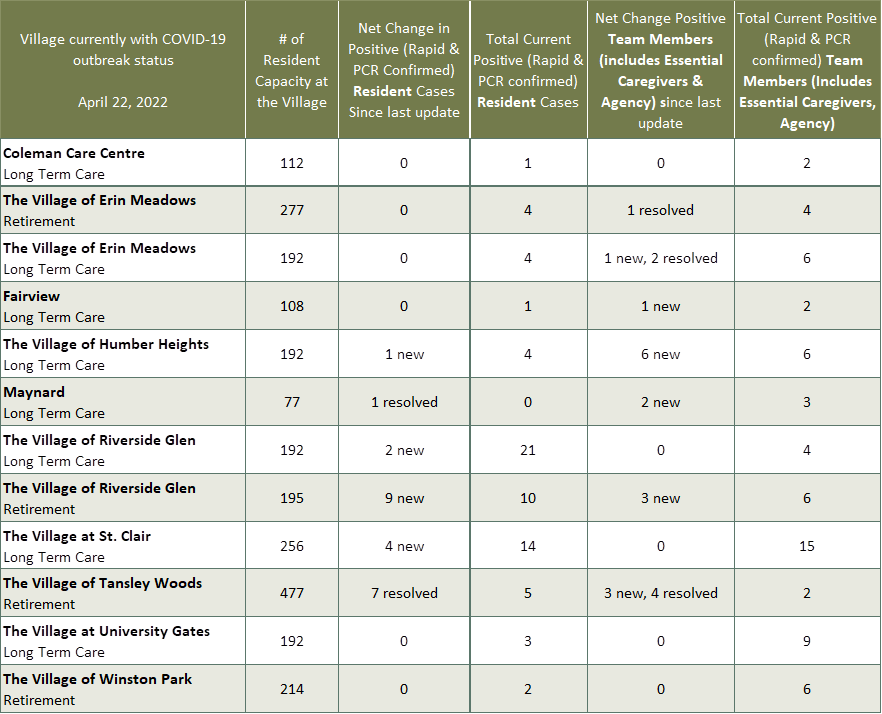 Village currently with COVID-19
outbreak status
April 22, 2022
# of
Resident
Capacity at
the Village
Net Change in
Positive (Rapid &
PCR Confirmed)
Resident Cases
Since last update
Total Current
Positive (Rapid &
PCR confirmed)
Resident Cases
Net Change Positive
Team Members
(includes Essential
Caregivers &
Agency) since last
update
Total Current Positive
(Rapid & PCR
confirmed) Team
Members (Includes
Essential Caregivers,
Agency)
Coleman Care Centre
Long Term Care
112 0 1 0 2
The Village of Erin Meadows
Retirement
277 0 4 1 resolved 4
The Village of Erin Meadows
Long Term Care
192 0 4 1 new, 2 resolved 6
Fairview
Long Term Care
108 0 1 1 new 2
The Village of Humber Heights
Long Term Care
192 1 new 4 6 new 6
Maynard
Long Term Care
77 1 resolved 0 2 new 3
The Village of Riverside Glen
Long Term Care
192 2 new 21 0 4
The Village of Riverside Glen
Retirement
195 9 new 10 3 new 6
The Village at St. Clair
Long Term Care
256 4 new 14 0 15
The Village of Tansley Woods
Retirement
477 7 resolved 5 3 new, 4 resolved 2
The Village at University Gates
Long Term Care
192 0 3 0 9
The Village of Winston Park
Retirement
214 0 2 0 6